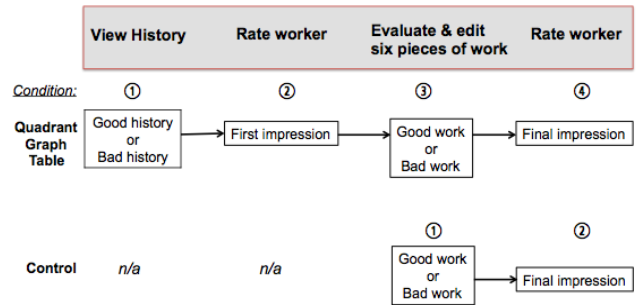 View History
Rate worker
Evaluate & edit
six pieces of work
Rate worker
Condition:
①
②
③
④
Quadrant
Graph
Table
Good history
or
Bad history
First impression
Good work
or
Bad work
Final impression
①
②
Control
n/a
n/a
Good work
or
Bad work
Final impression